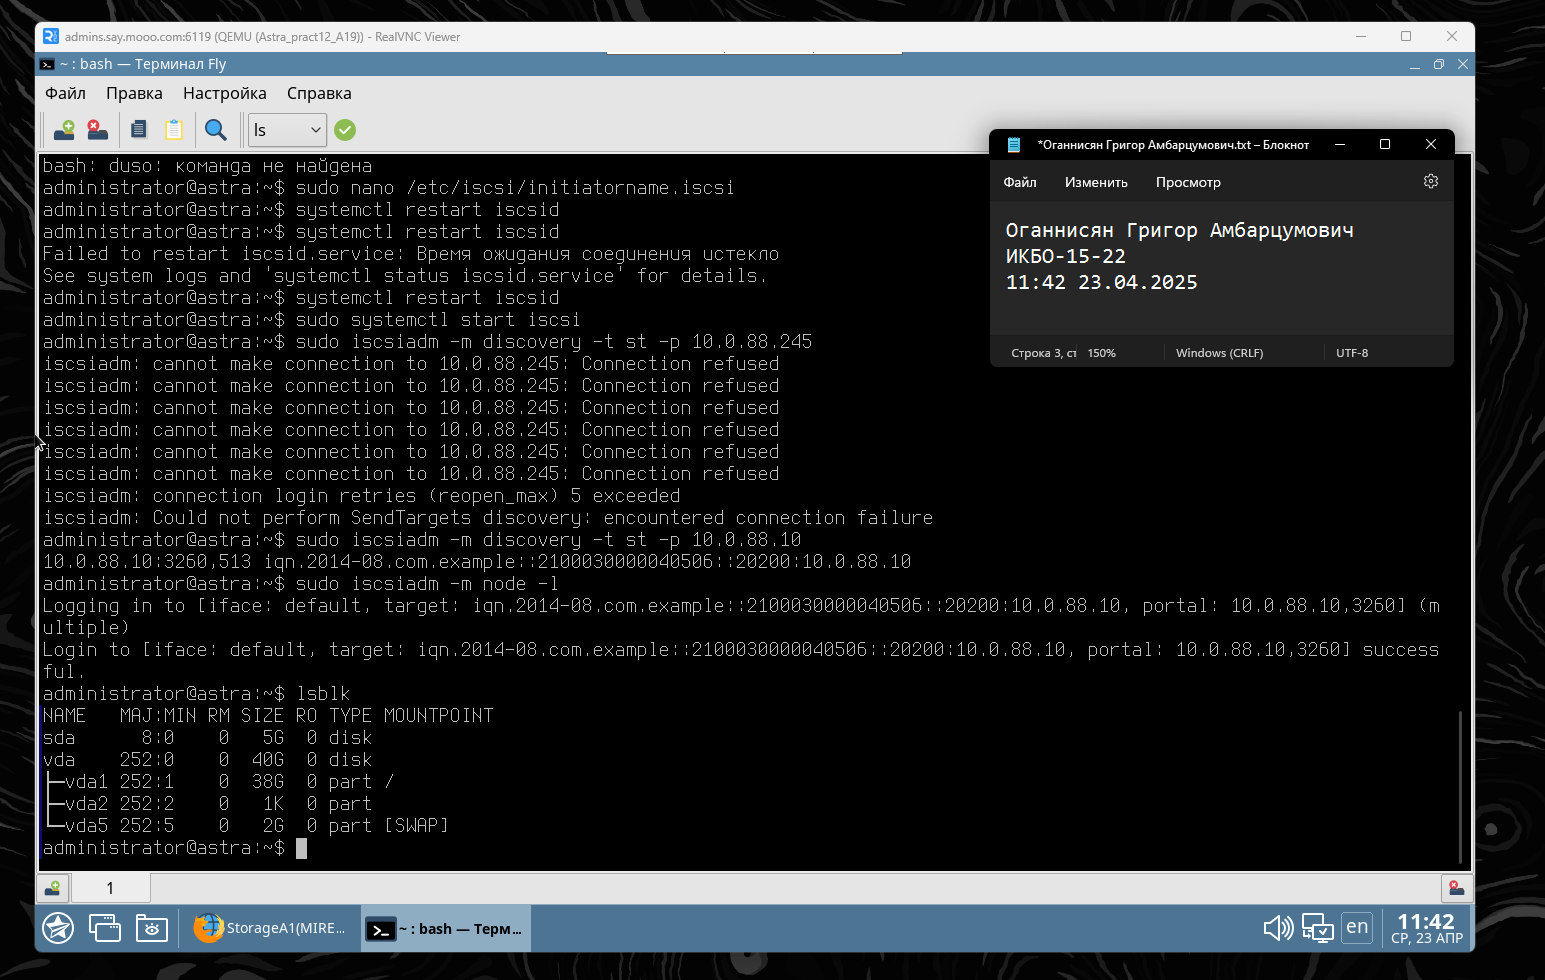 admins.say.mooo.com:6119 (QEMU (Astra_pract12_A19)) - RealVNC Viewer
~ : bash — Терминал Fly
Файл Правка Настройка Справка
ls
bash: duso: команда не найдена
administrator@astra:~$ sudo nano /etc/iscsi/initiatorname.iscsi
administrator@astra:~$ systemctl restart iscsid
administrator@astra:~$ systemctl restart iscsid
Failed to restart iscsid.service: Время ожидания соединения истекло
See system logs and 'systemctl status iscsid.service' for details.
administrator@astra:~$ systemctl restart iscsid
administrator@astra:~$ sudo systemctl start iscsi
administrator@astra:~$ sudo iscsiadm -m discovery -t st -p 10.0.88.245
iscsiadm: cannot make connection to 10.0.88.245: Connection refused
iscsiadm: cannot make connection to 10.0.88.245: Connection refused
iscsiadm: cannot make connection to 10.0.88.245: Connection refused
iscsiadm: cannot make connection to 10.0.88.245: Connection refused
iscsiadm: cannot make connection to 10.0.88.245: Connection refused
iscsiadm: cannot make connection to 10.0.88.245: Connection refused
iscsiadm: connection login retries (reopen_max) 5 exceeded
iscsiadm: Could not perform SendTargets discovery: encountered connection failure
administrator@astra:~$ sudo iscsiadm -m discovery -t st -p 10.0.88.10
10.0.88.10:3260,513 iqn.2014-08.com.example::2100030000040506::20200:10.0.88.10
administrator@astra:~$ sudo iscsiadm -m node -l
Logging in to [iface: default, target: iqn.2014-08.com.example::2100030000040506::20200:10.0.88.10, portal: 10.0.88.10,3260] (m
ultiple)
Login to [iface: default, target: iqn.2014-08.com.example::2100030000040506::20200:10.0.88.10, portal: 10.0.88.10,3260] success
ful.
administrator@astra:~$ lsblk
NAME   MAJ:MIN RM SIZE RO TYPE MOUNTPOINT
sda      8:0    0   5G  0 disk
vda    252:0    0  40G  0 disk
├─vda1 252:1    0  38G  0 part /
├─vda2 252:2    0   1K  0 part
└─vda5 252:5    0   2G  0 part [SWAP]
administrator@astra:~$
*Оганнисян Григор Амбарцумович.txt – Блокнот
Файл Изменить Просмотр
Оганнисян Григор Амбарцумович
ИКБО-15-22
11:42 23.04.2025
Строка 3, ст 150% Windows (CRLF) UTF-8
1
StorageA1(MIRE...
~ : bash — Терм...
en
11:42
СР, 23 АПР